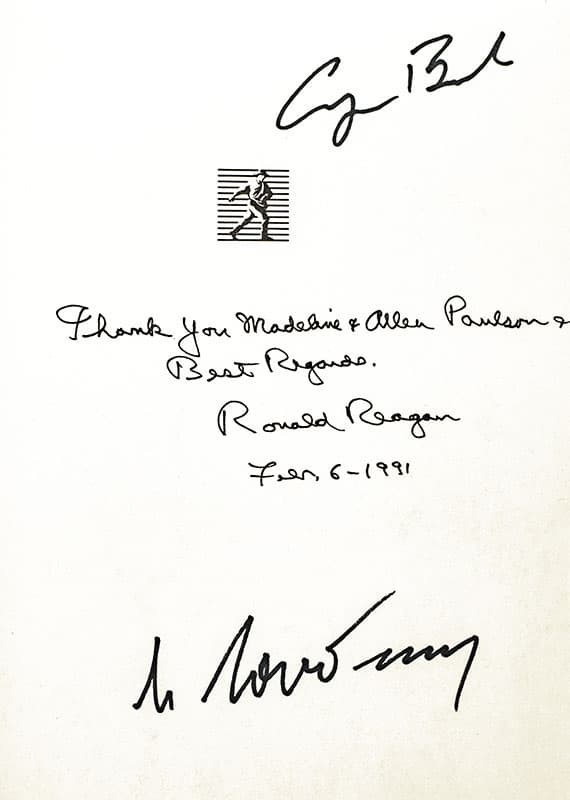 Thank You Madeline & Allen Paulson &
Best Regards.
Ronald Reagan
Feb. 6-1991